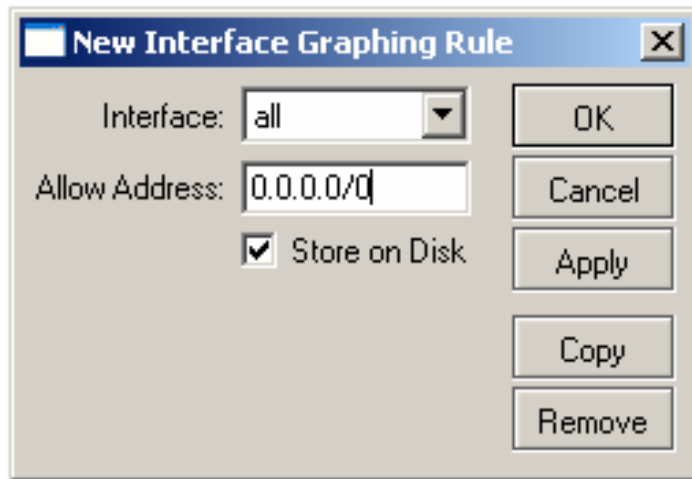 New Interface Graphing Rule
Interface: all
Allow Address: 0.0.0.0/0
Store on Disk
OK
Cancel
Apply
Copy
Remove